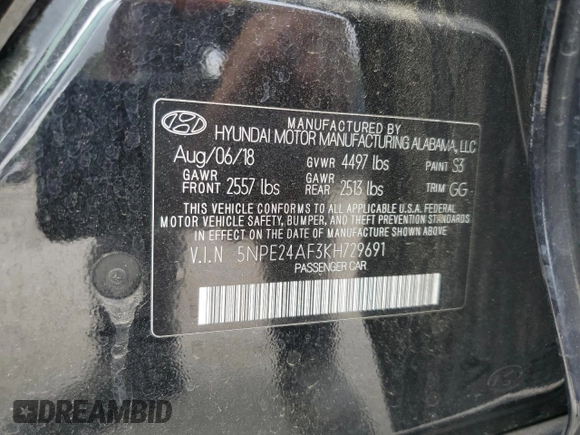 MANUFACTURED BY
HYUNDAI MOTOR MANUFACTURING ALABAMA, LLC
Aug/06/18 GVWR 4497 lbs PAINT S3
GAWR FRONT 2557 lbs GAWR REAR 2513 lbs TRIM GG
THIS VEHICLE CONFORMS TO ALL APPLICABLE U.S.A. FEDERAL
MOTOR VEHICLE SAFETY, BUMPER, AND THEFT PREVENTION STANDARDS
IN EFFECT ON THE DATE OF MANUFACTURE SHOWN ABOVE
V.I.N 5NPE24AF3KH729691
PASSENGER CAR
DREAMBID